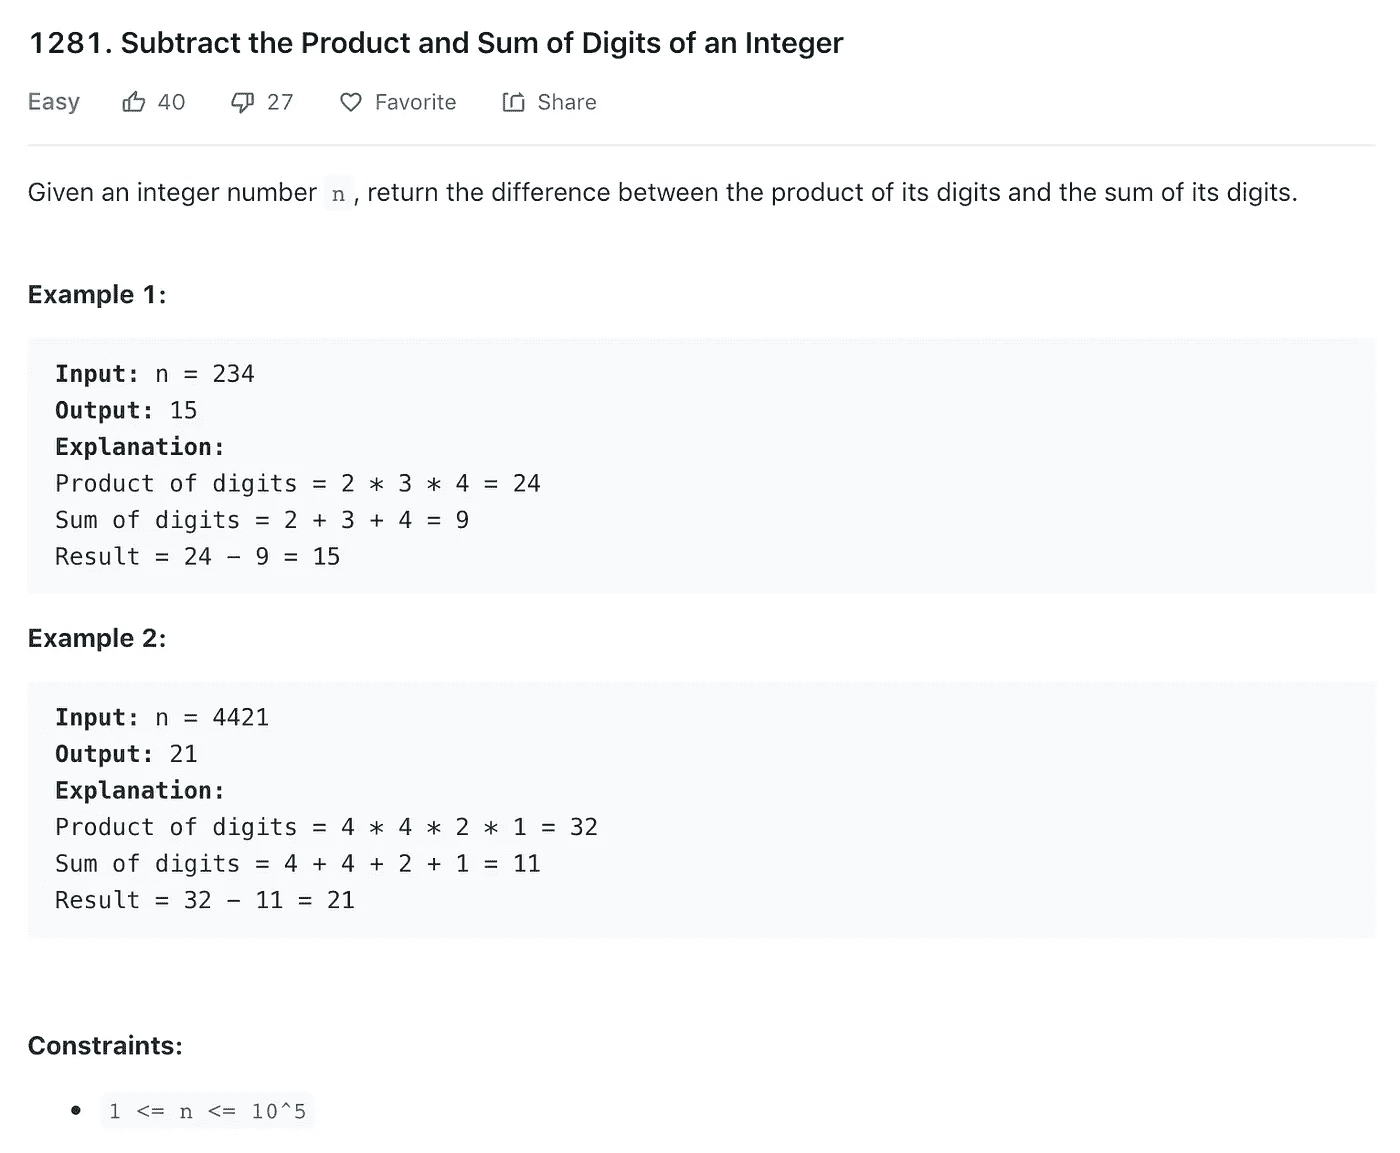 1281. Subtract the Product and Sum of Digits of an Integer
Easy 40 27 Favorite Share
Given an integer number n, return the difference between the product of its digits and the sum of its digits.
Example 1:
Input: n = 234
Output: 15
Explanation:
Product of digits = 2 * 3 * 4 = 24
Sum of digits = 2 + 3 + 4 = 9
Result = 24 − 9 = 15
Example 2:
Input: n = 4421
Output: 21
Explanation:
Product of digits = 4 * 4 * 2 * 1 = 32
Sum of digits = 4 + 4 + 2 + 1 = 11
Result = 32 − 11 = 21
Constraints:
• 1 <= n <= 10^5